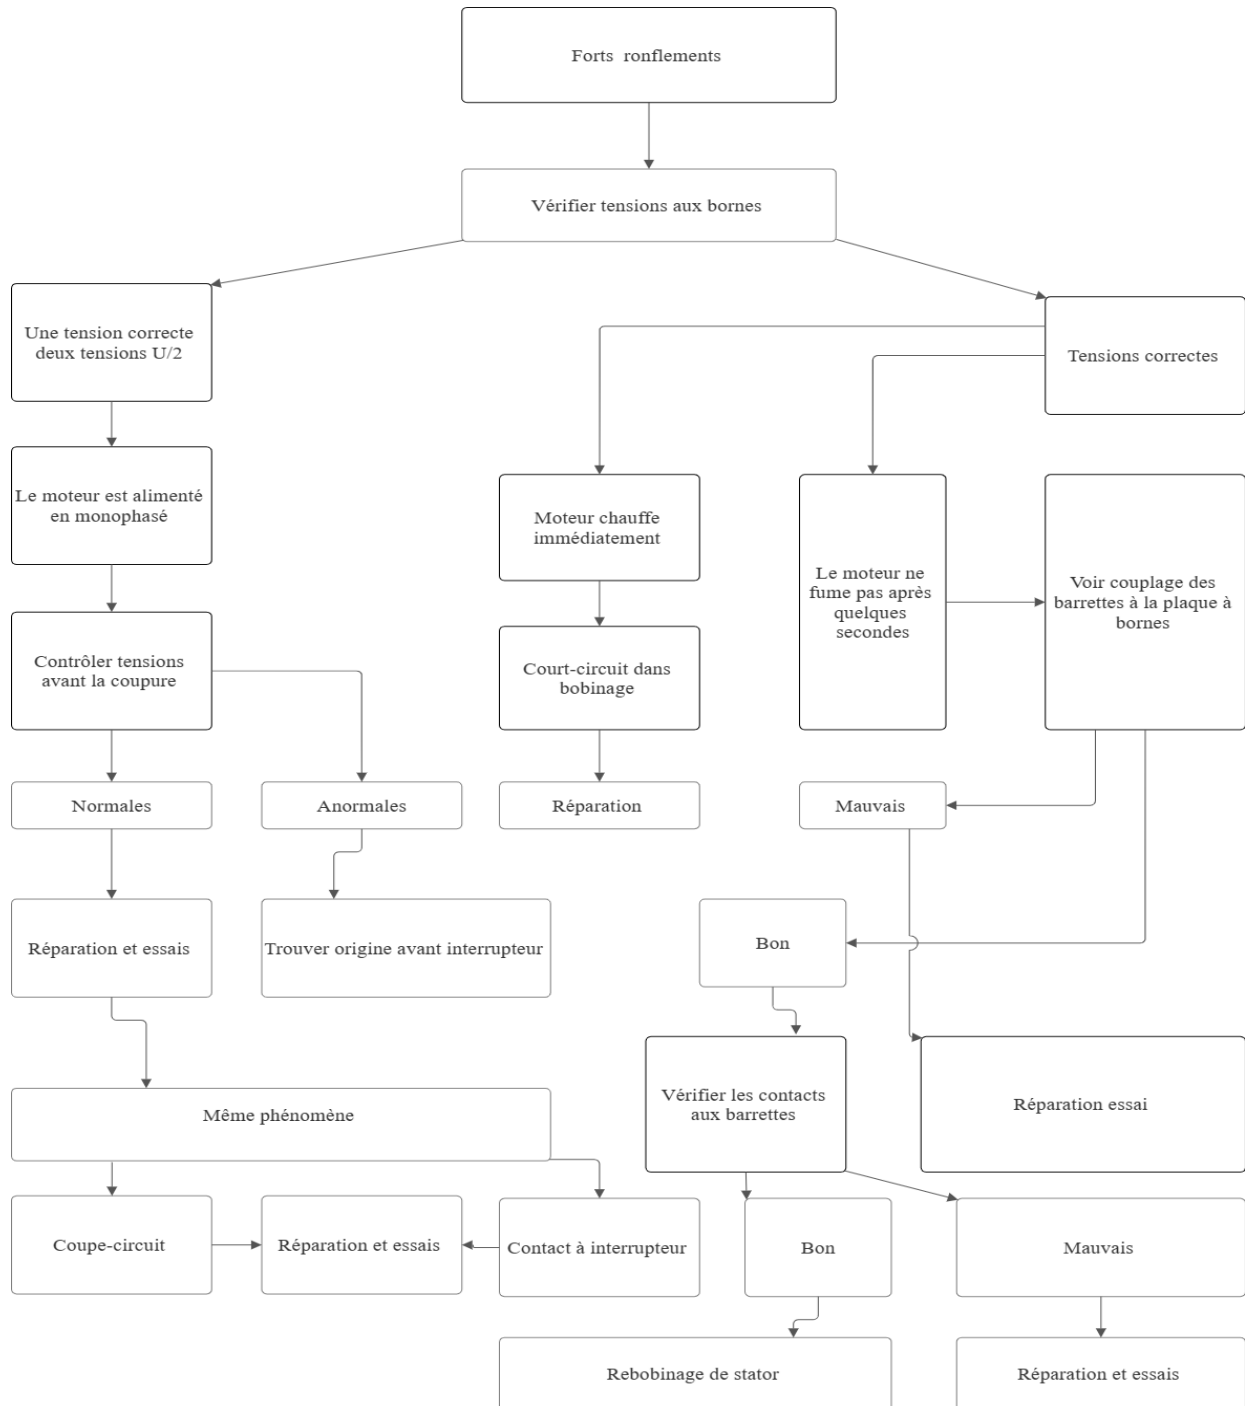 Forts ronflements
Vérifier tensions aux bornes
Une tension correcte
deux tensions U/2
Tensions correctes
Le moteur est alimenté
en monophasé
Moteur chauffe
immédiatement
Le moteur ne
fume pas après
quelques
secondes
Voir couplage des
barrettes à la plaque à
bornes
Contrôler tensions
avant la coupure
Court-circuit dans
bobinage
Normales
Anormales
Réparation
Mauvais
Réparation et essais
Trouver origine avant interrupteur
Bon
Vérifier les contacts
aux barrettes
Réparation essai
Même phénomène
Coupe-circuit
Réparation et essais
Contact à interrupteur
Bon
Mauvais
Rebobinage de stator
Réparation et essais